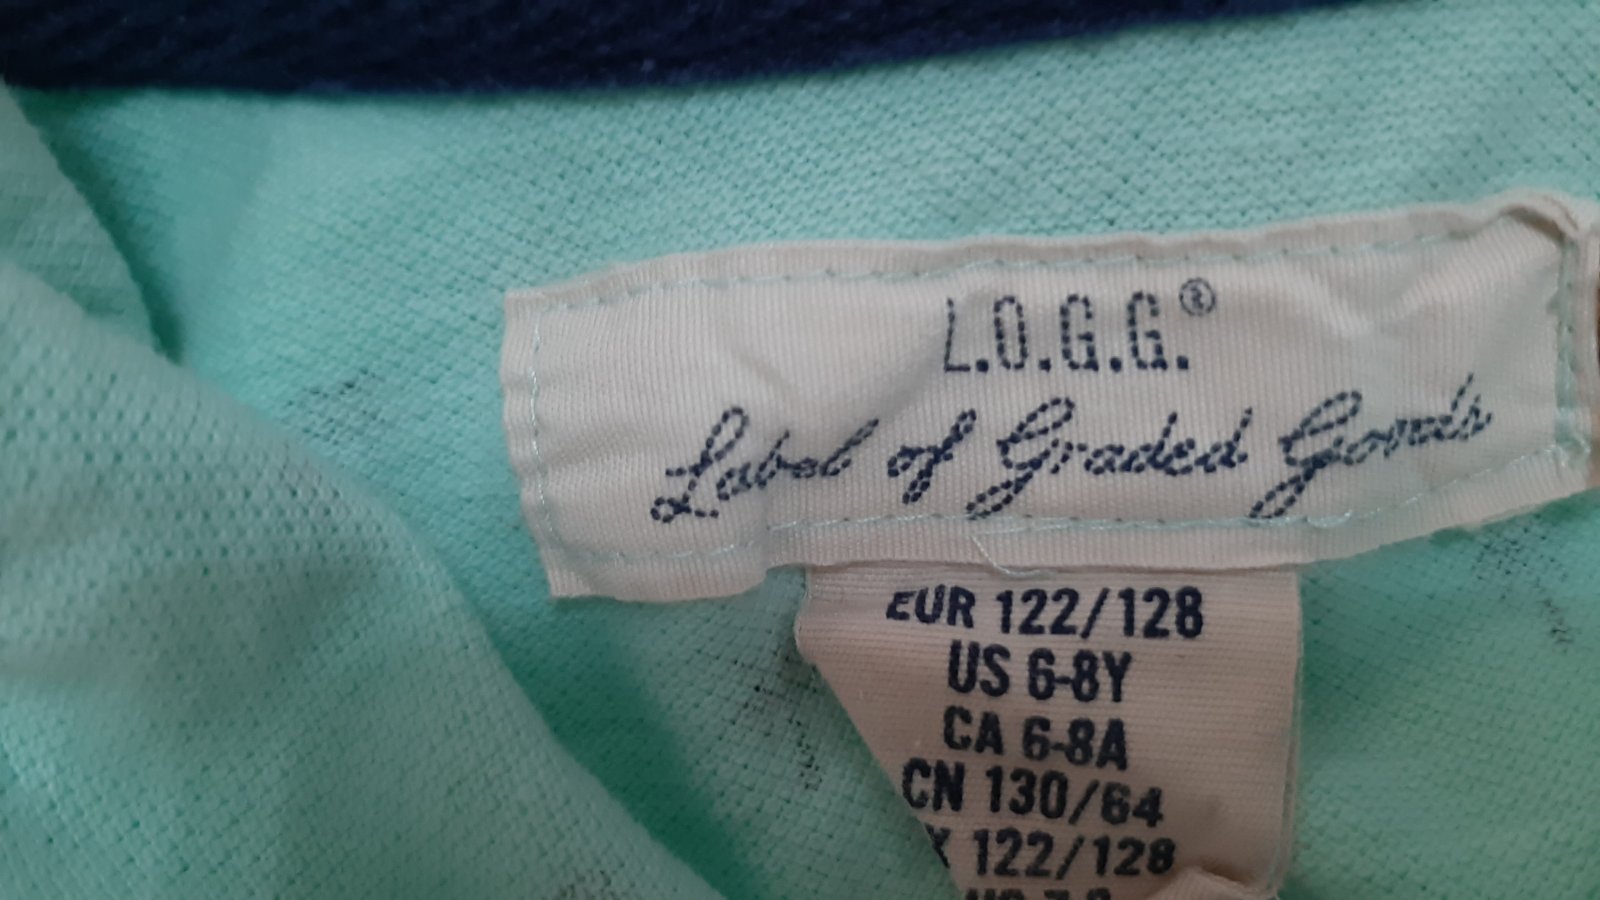 L.O.G.G.®
Label of Graded Goods
EUR 122/128
US 6-8Y
CA 6-8A
CN 130/64
122/128